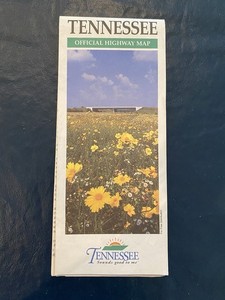 TENNESSEE
OFFICIAL HIGHWAY MAP
TENNESSEE
Sounds good to me